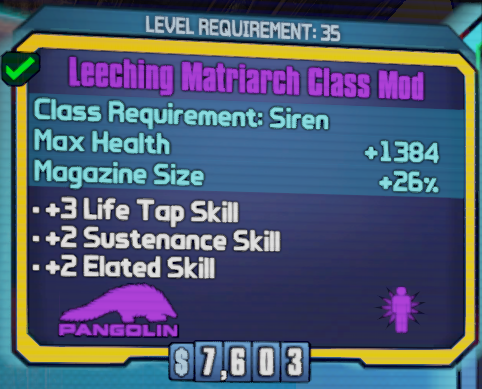 LEVEL REQUIREMENT: 35
Leeching Matriarch Class Mod
Class Requirement: Siren
Max Health +1384
Magazine Size +26%
• +3 Life Tap Skill
• +2 Sustenance Skill
• +2 Elated Skill
PANGOLIN
$7,603